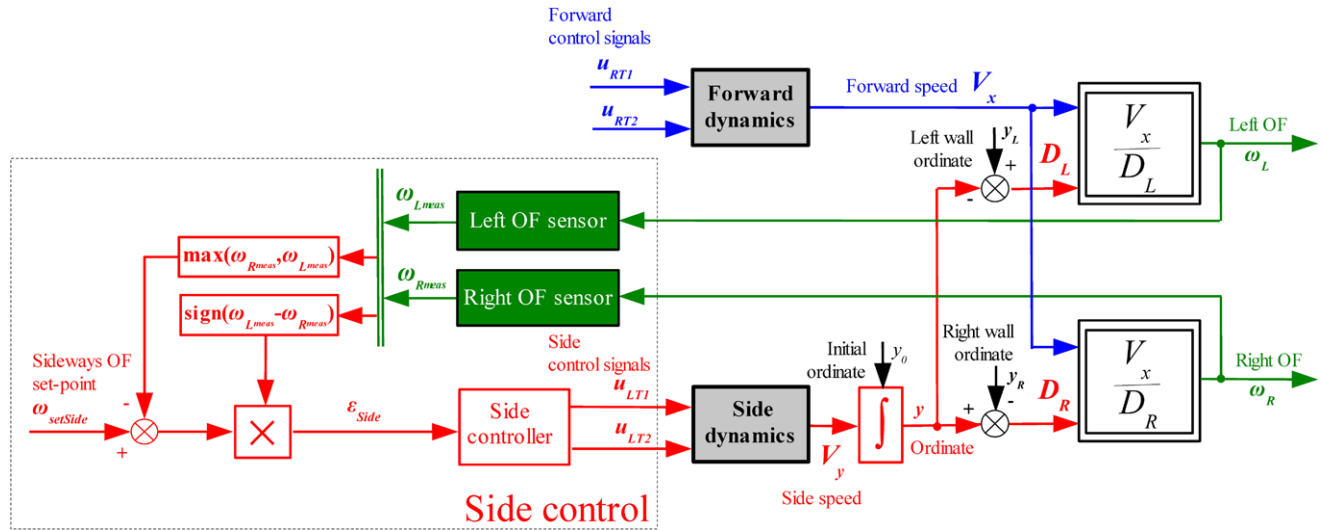 Forward
control signals
u_RT1
u_RT2
Forward
dynamics
Forward speed V_x
Left wall
ordinate
y_L
+
-
D_L
V_x
D_L
Left OF
ω_L
ω_Lmeas
Left OF sensor
max(ω_Rmeas,ω_Lmeas)
ω_Rmeas
Right OF sensor
sign(ω_Lmeas-ω_Rmeas)
Sideways OF
set-point
ω_setSide
-
+
×
ε_Side
Side
controller
Side
control signals
u_LT1
u_LT2
Side
dynamics
V_y
Side speed
Initial
ordinate
y_0
∫
y
Ordinate
Right wall
ordinate
y_R
+
-
D_R
V_x
D_R
Right OF
ω_R
Side control